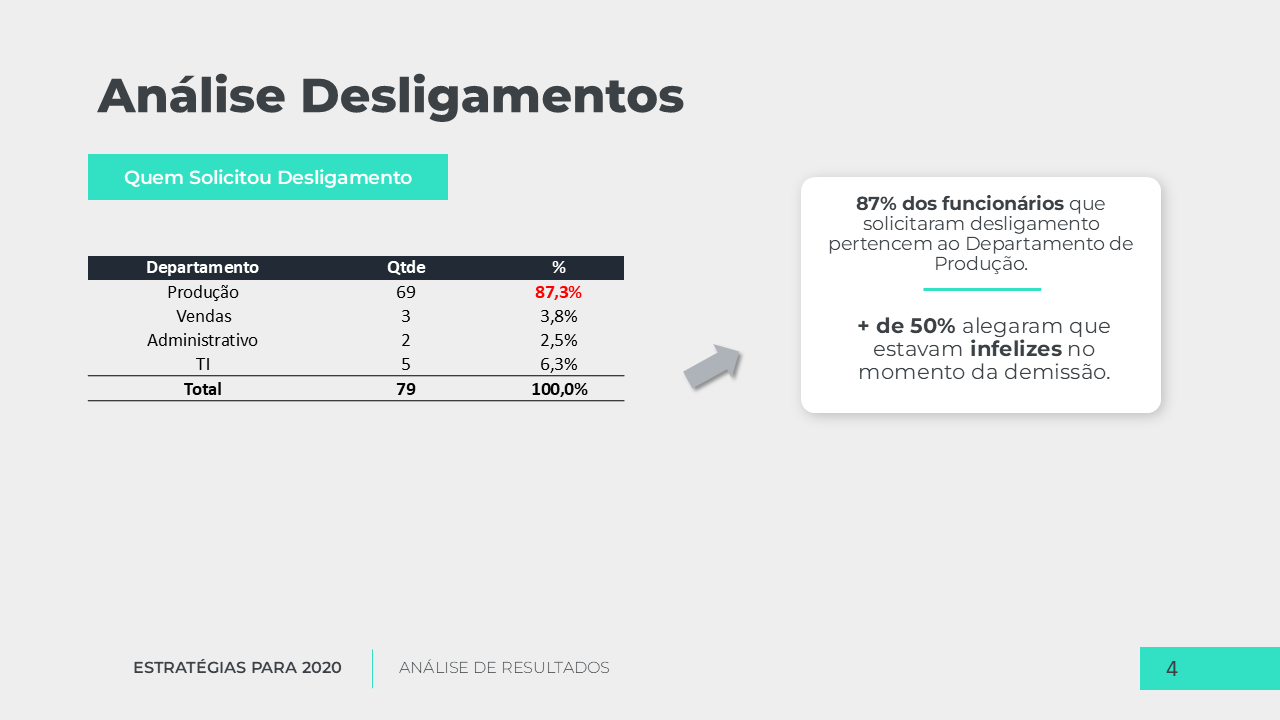 Análise Desligamentos
Quem Solicitou Desligamento
Departamento Qtde %
Produção 69 87,3%
Vendas 3 3,8%
Administrativo 2 2,5%
TI 5 6,3%
Total 79 100,0%
87% dos funcionários que
solicitaram desligamento
pertencem ao Departamento de
Produção.
+ de 50% alegaram que
estavam infelizes no
momento da demissão.
ESTRATÉGIAS PARA 2020
ANÁLISE DE RESULTADOS
4